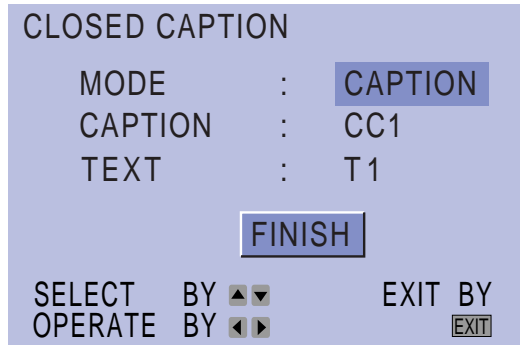 CLOSED CAPTION
MODE : CAPTION
CAPTION : CC1
TEXT : T1
FINISH
SELECT BY ▲▼ EXIT BY
OPERATE BY ◀▶ EXIT